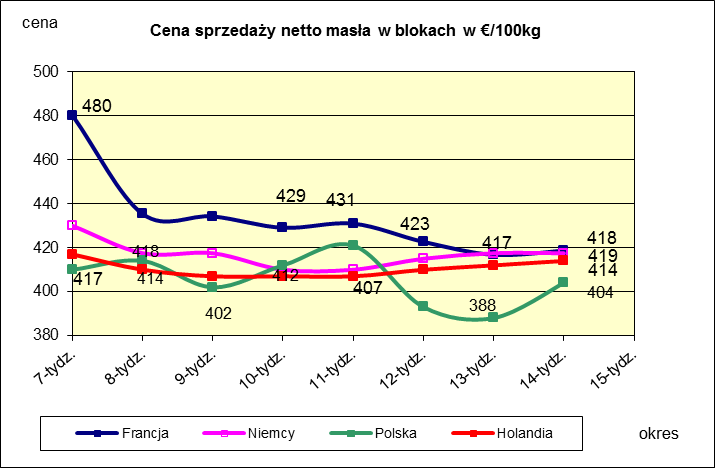 cena
Cena sprzedaży netto masła w blokach w €/100kg
500
480
460
440
420
400
380
480
429
431
423
418
417
418
419
417
414
412
407
414
402
388
404
7-tydz.
8-tydz.
9-tydz.
10-tydz.
11-tydz.
12-tydz.
13-tydz.
14-tydz.
15-tydz.
Francja
Niemcy
Polska
Holandia
okres